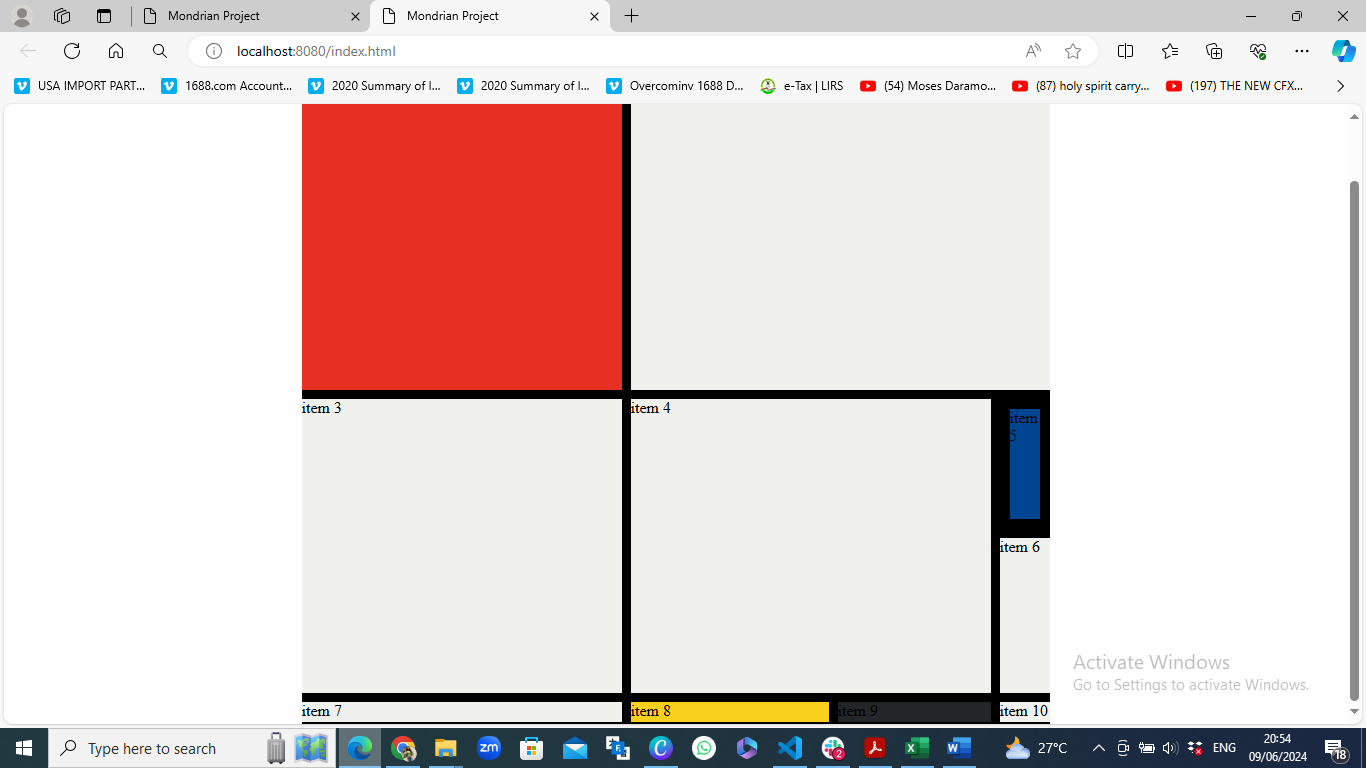 Mondrian Project
Mondrian Project
localhost:8080/index.html
USA IMPORT PART...
1688.com Account...
2020 Summary of I...
2020 Summary of I...
Overcominv 1688 D...
e-Tax | LIRS
(54) Moses Daramo...
(87) holy spirit carry...
(197) THE NEW CFX...
item 3
item 4
item
5
item 6
item 7
item 8
item 9
item 10
Activate Windows
Go to Settings to activate Windows.
Type here to search
zm
2
27°C
ENG
20:54
09/06/2024
18